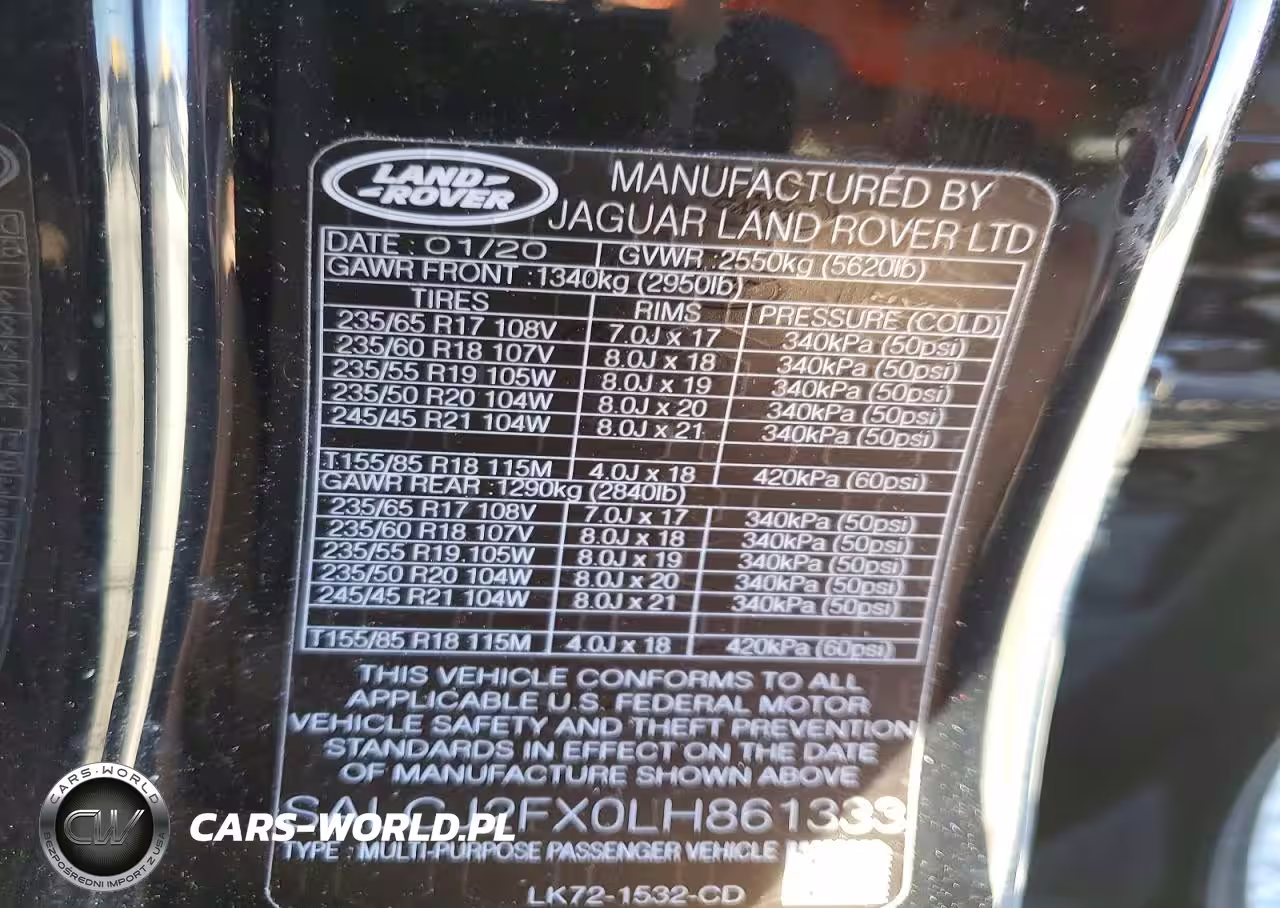 LAND ROVER
MANUFACTURED BY
JAGUAR LAND ROVER LTD
DATE : 01/20 GVWR : 2550kg (5620lb)
GAWR FRONT : 1340kg (2950lb)
TIRES RIMS PRESSURE (COLD)
235/65 R17 108V 7.0J x 17 340kPa (50psi)
235/60 R18 107V 8.0J x 18 340kPa (50psi)
235/55 R19 105W 8.0J x 19 340kPa (50psi)
235/50 R20 104W 8.0J x 20 340kPa (50psi)
245/45 R21 104W 8.0J x 21 340kPa (50psi)
T155/85 R18 115M 4.0J x 18 420kPa (60psi)
GAWR REAR : 1290kg (2840lb)
235/65 R17 108V 7.0J x 17 340kPa (50psi)
235/60 R18 107V 8.0J x 18 340kPa (50psi)
235/55 R19 105W 8.0J x 19 340kPa (50psi)
235/50 R20 104W 8.0J x 20 340kPa (50psi)
245/45 R21 104W 8.0J x 21 340kPa (50psi)
T155/85 R18 115M 4.0J x 18 420kPa (60psi)
THIS VEHICLE CONFORMS TO ALL
APPLICABLE U.S. FEDERAL MOTOR
VEHICLE SAFETY AND THEFT PREVENTION
STANDARDS IN EFFECT ON THE DATE
OF MANUFACTURE SHOWN ABOVE
TYPE : MULTI-PURPOSE PASSENGER VEHICLE
LK72-1532-CD
CARS-WORLD
CW
BEZPOŚREDNI IMPORT Z USA
CARS-WORLD.PL